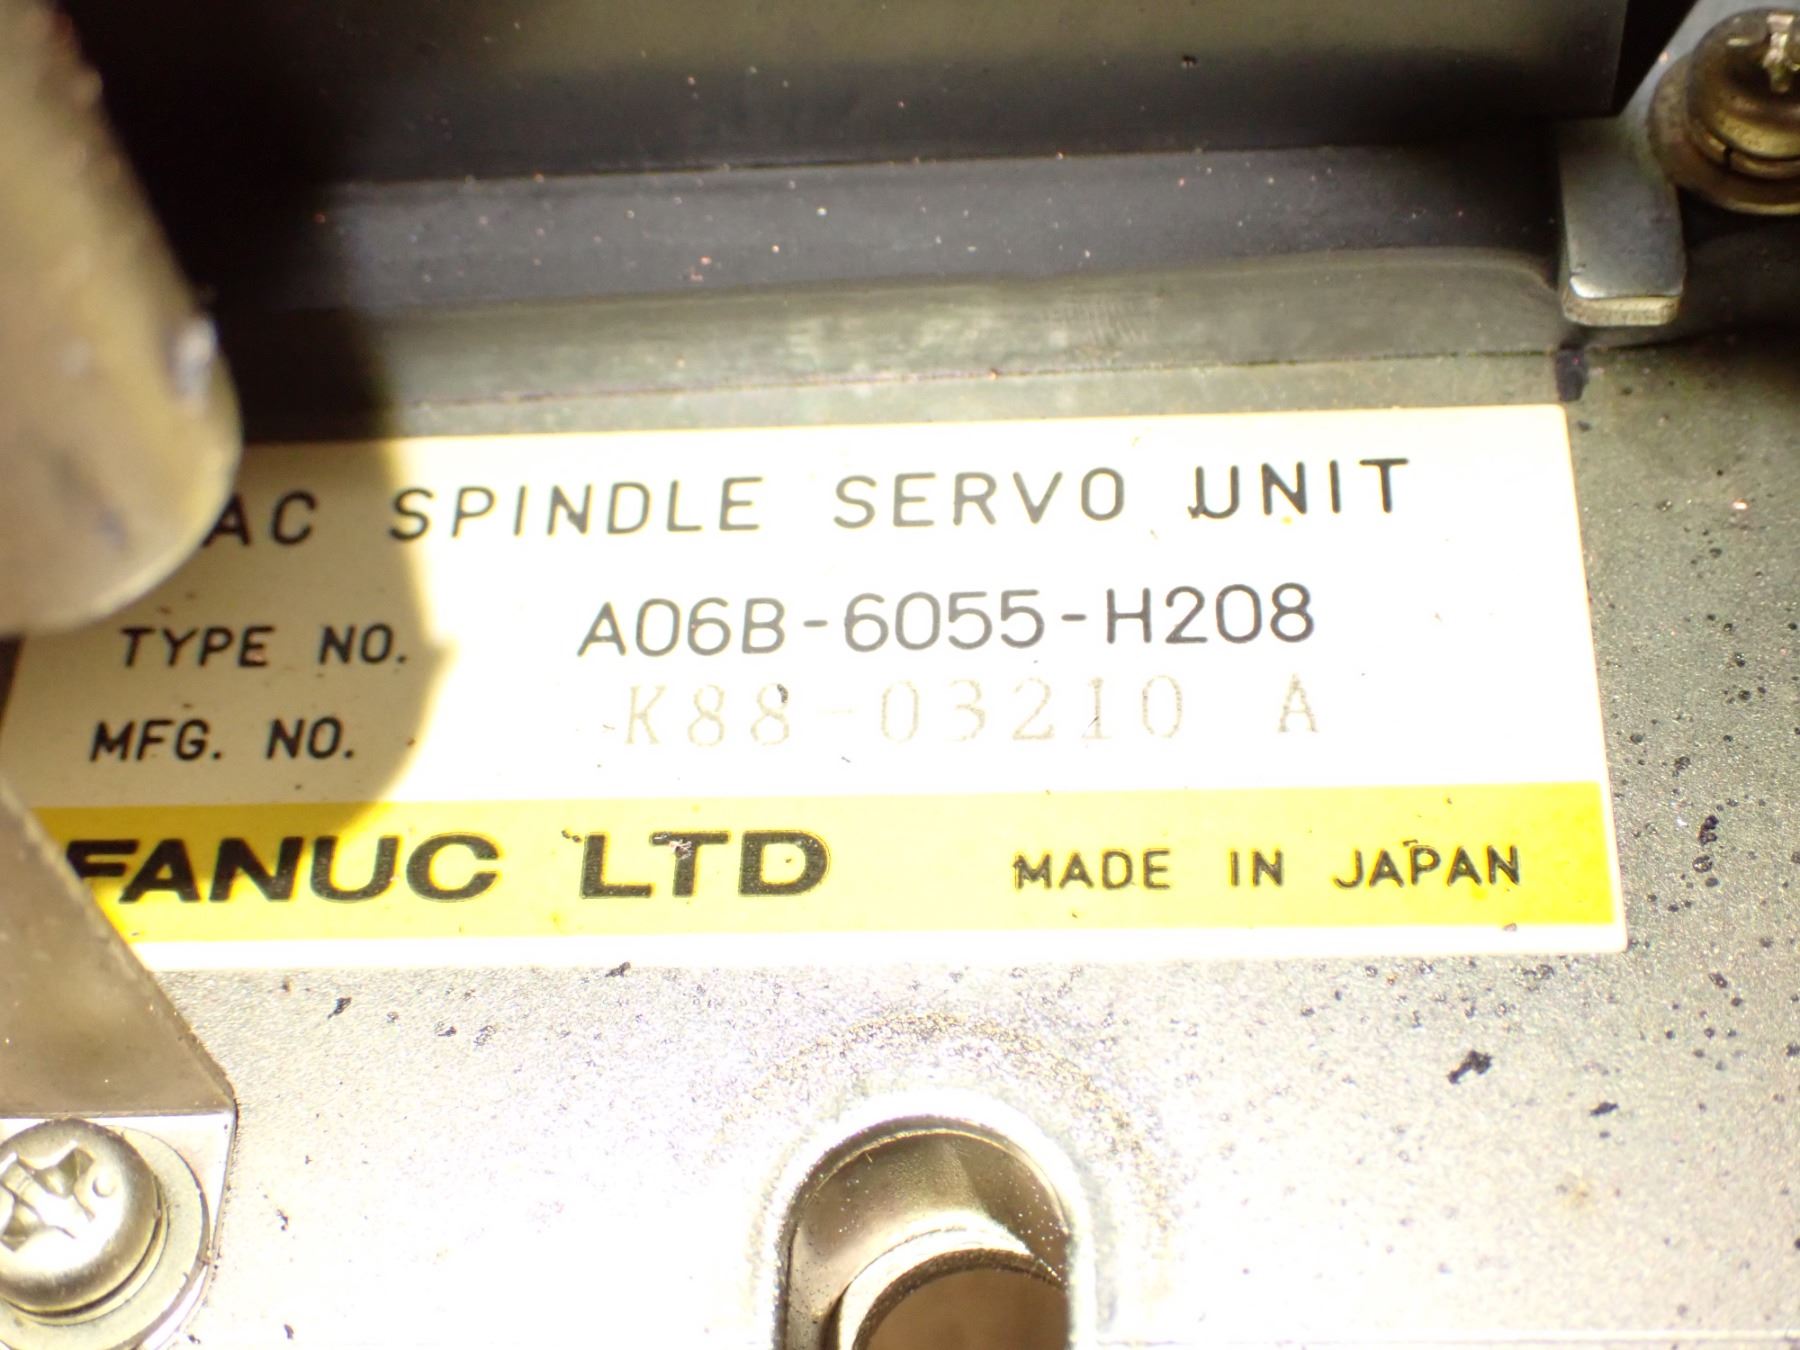 AC SPINDLE SERVO UNIT
TYPE NO. A06B-6055-H208
MFG. NO. K88-03210 A
FANUC LTD MADE IN JAPAN